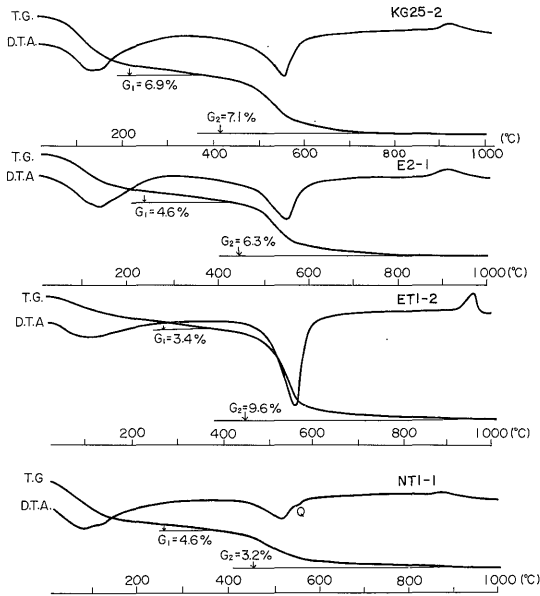 T.G.
KG25-2
D.T.A.
G₁=6.9%
G₂=7.1%
200 400 600 800 1000
(°C)
T.G.
E2-1
D.T.A
G₁=4.6%
G₂=6.3%
200 400 600 800 1000(°C)
T.G.
ET1-2
D.T.A
G₁=3.4%
G₂=9.6%
200 400 600 800 1000(°C)
T.G
NT1-1
D.T.A.
Q
G₁=4.6%
G₂=3.2%
200 400 600 800 1000(°C)